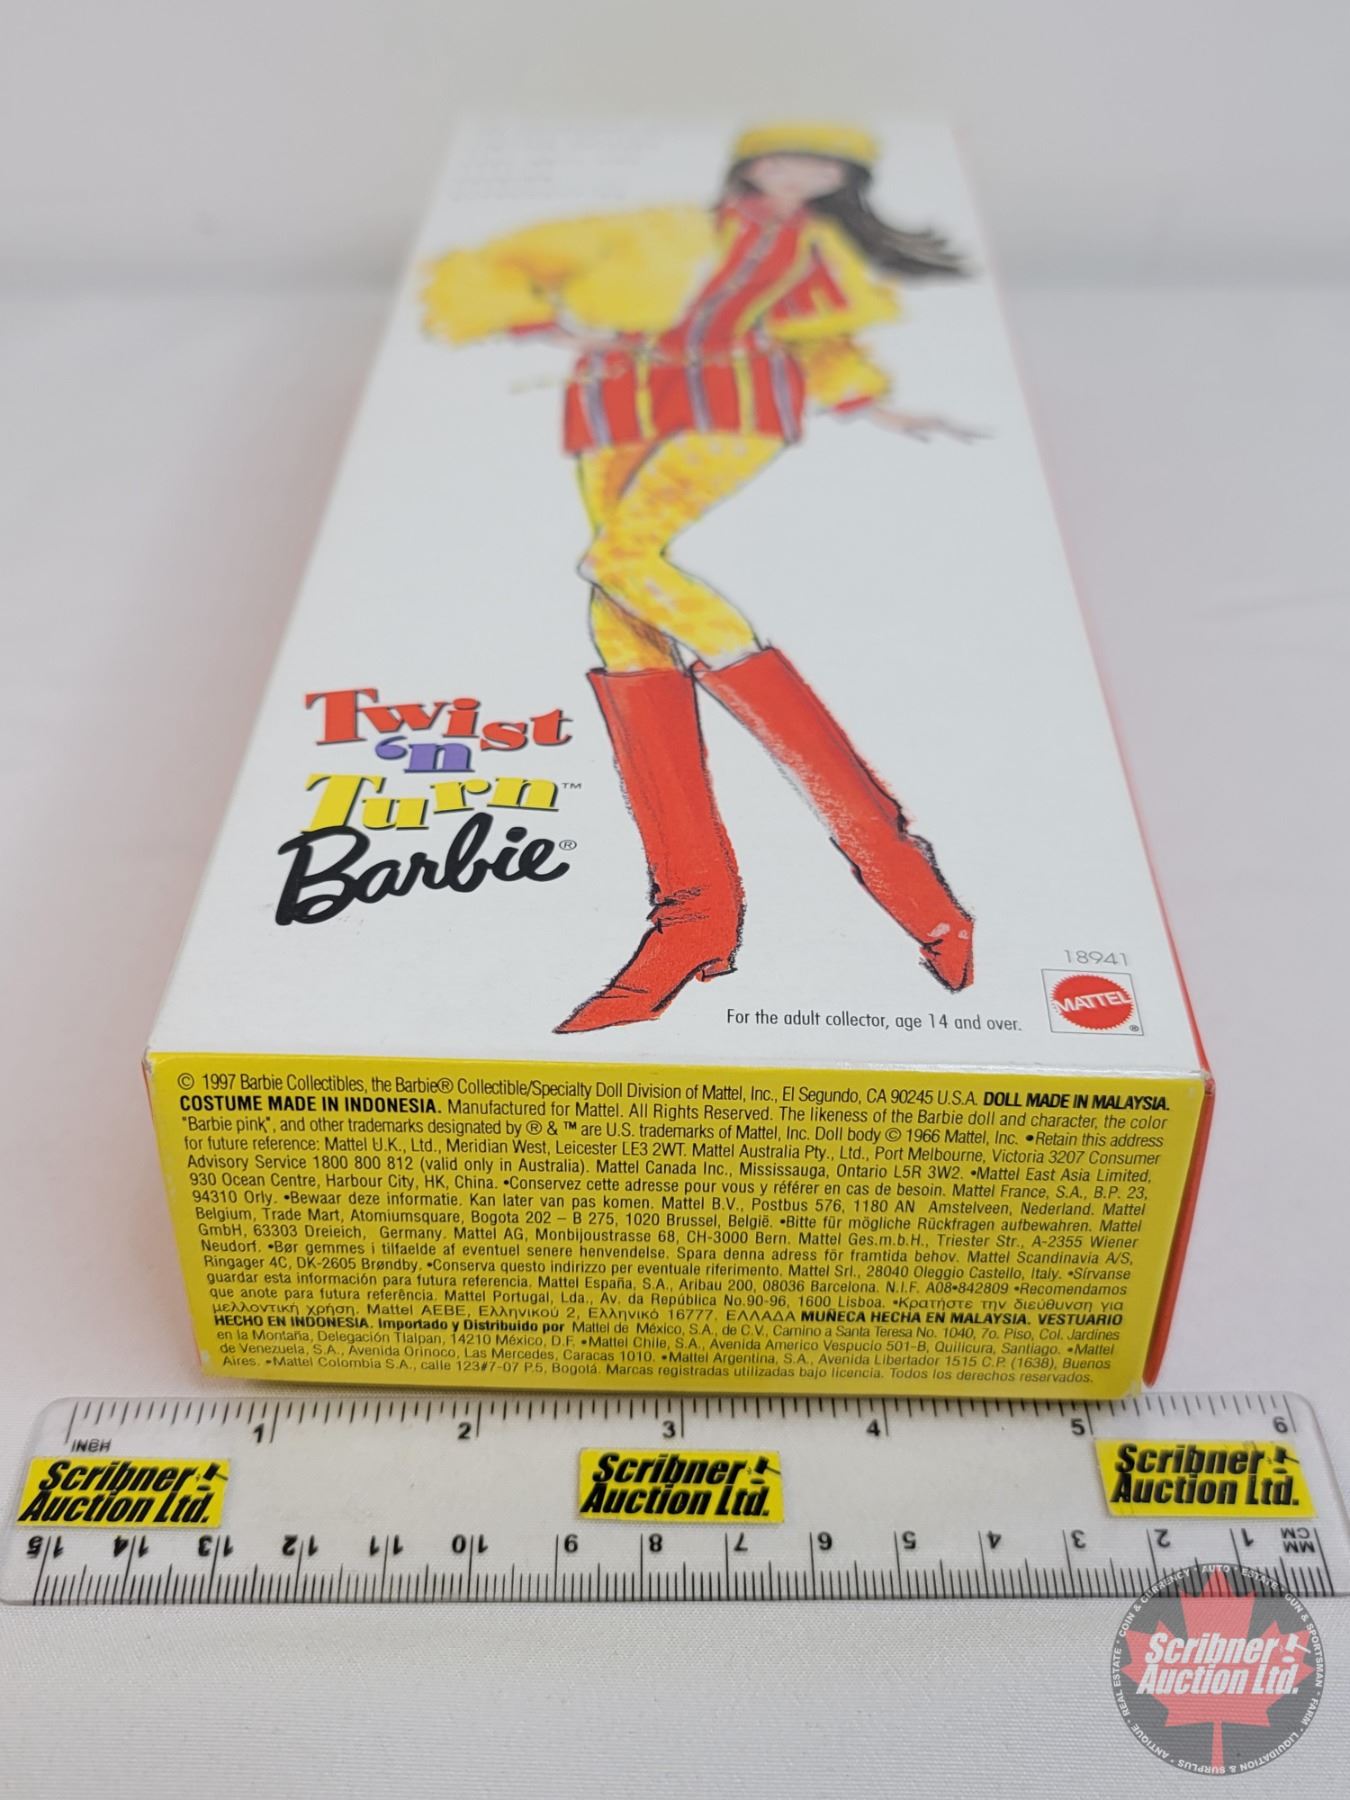 Twist
'n
Turn™
Barbie®
18941
MATTEL
®
For the adult collector, age 14 and over.
© 1997 Barbie Collectibles, the Barbie® Collectible/Specialty Doll Division of Mattel, Inc., El Segundo, CA 90245 U.S.A. DOLL MADE IN MALAYSIA.
COSTUME MADE IN INDONESIA. Manufactured for Mattel. All Rights Reserved. The likeness of the Barbie doll and character, the color
"Barbie pink", and other trademarks designated by ® & ™ are U.S. trademarks of Mattel, Inc. Doll body © 1966 Mattel, Inc. •Retain this address
for future reference: Mattel U.K., Ltd., Meridian West, Leicester LE3 2WT. Mattel Australia Pty., Ltd., Port Melbourne, Victoria 3207 Consumer
Advisory Service 1800 800 812 (valid only in Australia). Mattel Canada Inc., Mississauga, Ontario L5R 3W2. •Mattel East Asia Limited,
930 Ocean Centre, Harbour City, HK, China. •Conservez cette adresse pour vous y référer en cas de besoin. Mattel France, S.A., B.P. 23,
94310 Orly. •Bewaar deze informatie. Kan later van pas komen. Mattel B.V., Postbus 576, 1180 AN Amstelveen, Nederland. Mattel
Belgium, Trade Mart, Atomiumsquare, Bogota 202 – B 275, 1020 Brussel, België. •Bitte für mögliche Rückfragen aufbewahren. Mattel
GmbH, 63303 Dreieich, Germany. Mattel AG, Monbijoustrasse 68, CH-3000 Bern. Mattel Ges.m.b.H., Triester Str., A-2355 Wiener
Neudorf. •Bør gemmes i tilfaelde af eventuel senere henvendelse. Spara denna adress för framtida behov. Mattel Scandinavia A/S,
Ringager 4C, DK-2605 Brøndby. •Conserva questo indirizzo per eventuale riferimento. Mattel Srl., 28040 Oleggio Castello, Italy. •Sírvanse
guardar esta información para futura referencia. Mattel España, S.A., Aribau 200, 08036 Barcelona. N.I.F. A08•842809 •Recomendamos
que anote para futura referência. Mattel Portugal, Lda., Av. da República No.90-96, 1600 Lisboa. •Κρατήστε την διεύθυνση για
μελλοντική χρήση. Mattel AEBE, Ελληνικού 2, Ελληνικό 16777, ΕΛΛΑΔΑ MUÑECA HECHA EN MALAYSIA. VESTUARIO
HECHO EN INDONESIA. Importado y Distribuido por Mattel de México, S.A., de C.V., Camino a Santa Teresa No. 1040, 7o. Piso, Col. Jardines
en la Montaña, Delegación Tlalpan, 14210 México, D.F. •Mattel Chile, S.A., Avenida Americo Vespucio 501-B, Quilicura, Santiago. •Mattel
de Venezuela, S.A., Avenida Orinoco, Las Mercedes, Caracas 1010. •Mattel Argentina, S.A., Avenida Libertador 1515 C.P. (1638), Buenos
Aires. •Mattel Colombia S.A., calle 123#7-07 P.5, Bogotá. Marcas registradas utilizadas bajo licencia. Todos los derechos reservados.
1 2 3 4 5 6
INCH
Scribner Auction Ltd.
Scribner Auction Ltd.
Scribner Auction Ltd.
15 14 13 12 11 10 9 8 7 6 5 4 3 2 1 MM CM
COIN & CURRENCY · AUTO · ESTATE · GUN & SPORTSMAN · FARM · LIQUIDATION & SURPLUS · ANTIQUE · REAL ESTATE
Scribner
Auction Ltd.